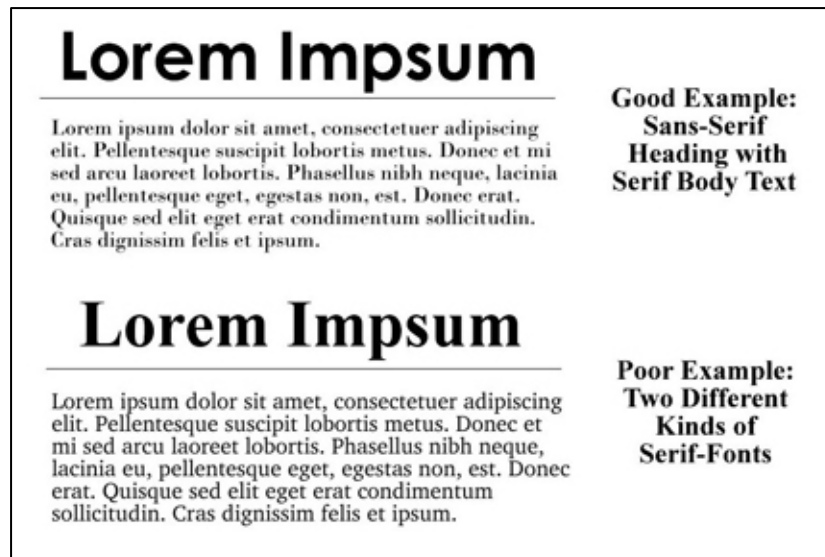 Lorem Impsum
Lorem ipsum dolor sit amet, consectetuer adipiscing
elit. Pellentesque suscipit lobortis metus. Donec et mi
sed arcu laoreet lobortis. Phasellus nibh neque, lacinia
eu, pellentesque eget, egestas non, est. Donec erat.
Quisque sed elit eget erat condimentum sollicitudin.
Cras dignissim felis et ipsum.
Good Example:
Sans-Serif
Heading with
Serif Body Text
Lorem Impsum
Lorem ipsum dolor sit amet, consectetuer adipiscing
elit. Pellentesque suscipit lobortis metus. Donec et
mi sed arcu laoreet lobortis. Phasellus nibh neque,
lacinia eu, pellentesque eget, egestas non, est. Donec
erat. Quisque sed elit eget erat condimentum
sollicitudin. Cras dignissim felis et ipsum.
Poor Example:
Two Different
Kinds of
Serif-Fonts